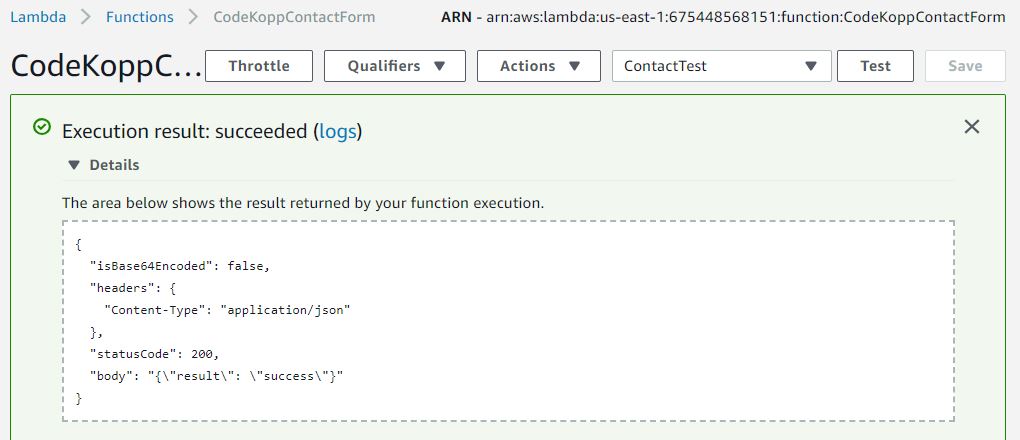 Lambda > Functions > CodeKoppContactForm ARN - arn:aws:lambda:us-east-1:675448568151:function:CodeKoppContactForm
CodeKoppC... Throttle Qualifiers Actions ContactTest Test Save
Execution result: succeeded (logs)
Details
The area below shows the result returned by your function execution.
{
  "isBase64Encoded": false,
  "headers": {
    "Content-Type": "application/json"
  },
  "statusCode": 200,
  "body": "{\"result\": \"success\"}"
}